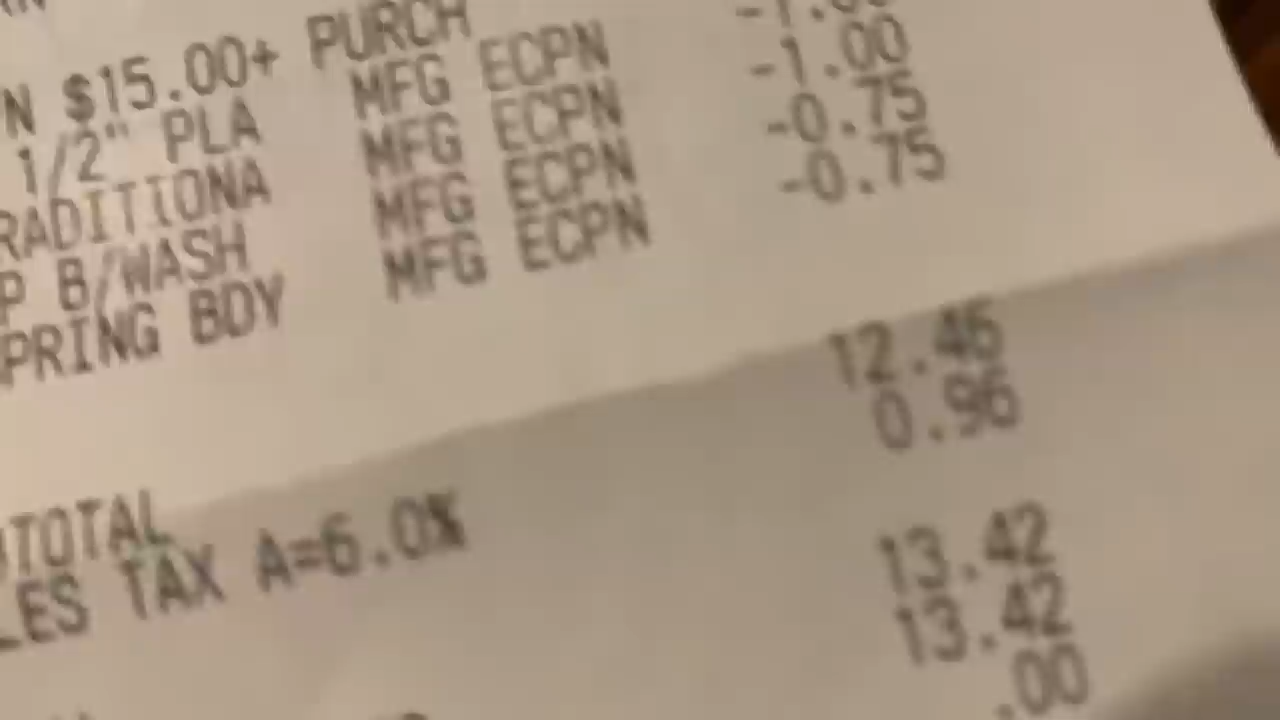 N $15.00+ PURCH
1/2" PLA MFG ECPN -1.00
RADITIONA MFG ECPN -1.00
P B/WASH MFG ECPN -0.75
PRING BDY MFG ECPN -0.75
TOTAL 12.46
LES TAX A=6.0% 0.96
13.42
13.42
.00